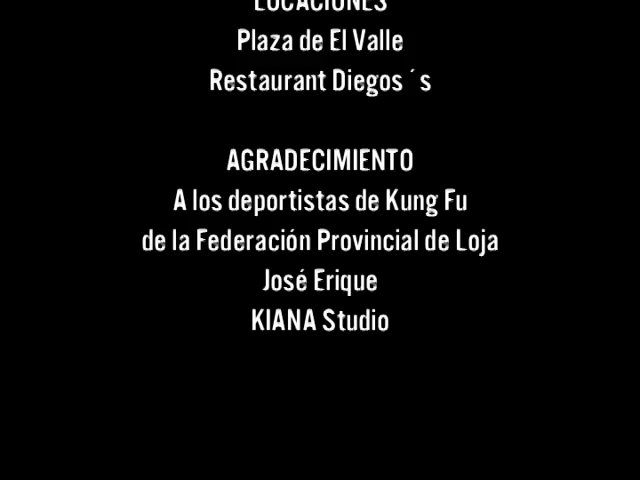 LOCACIONES
Plaza de El Valle
Restaurant Diegos´s
AGRADECIMIENTO
A los deportistas de Kung Fu
de la Federación Provincial de Loja
José Erique
KIANA Studio